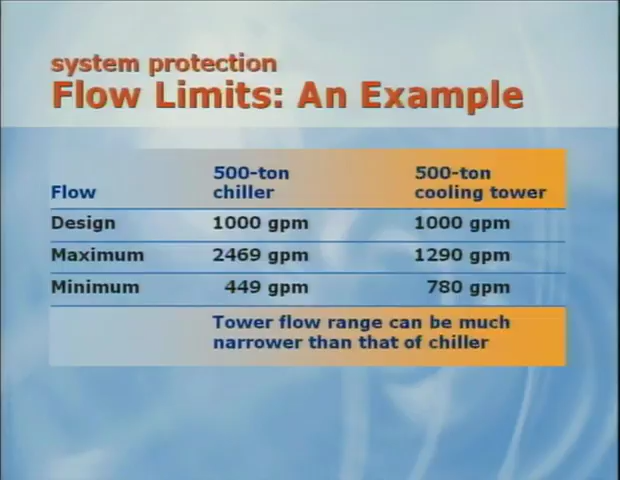 system protection
Flow Limits: An Example
500-ton 500-ton
Flow chiller cooling tower
Design 1000 gpm 1000 gpm
Maximum 2469 gpm 1290 gpm
Minimum 449 gpm 780 gpm
Tower flow range can be much
narrower than that of chiller